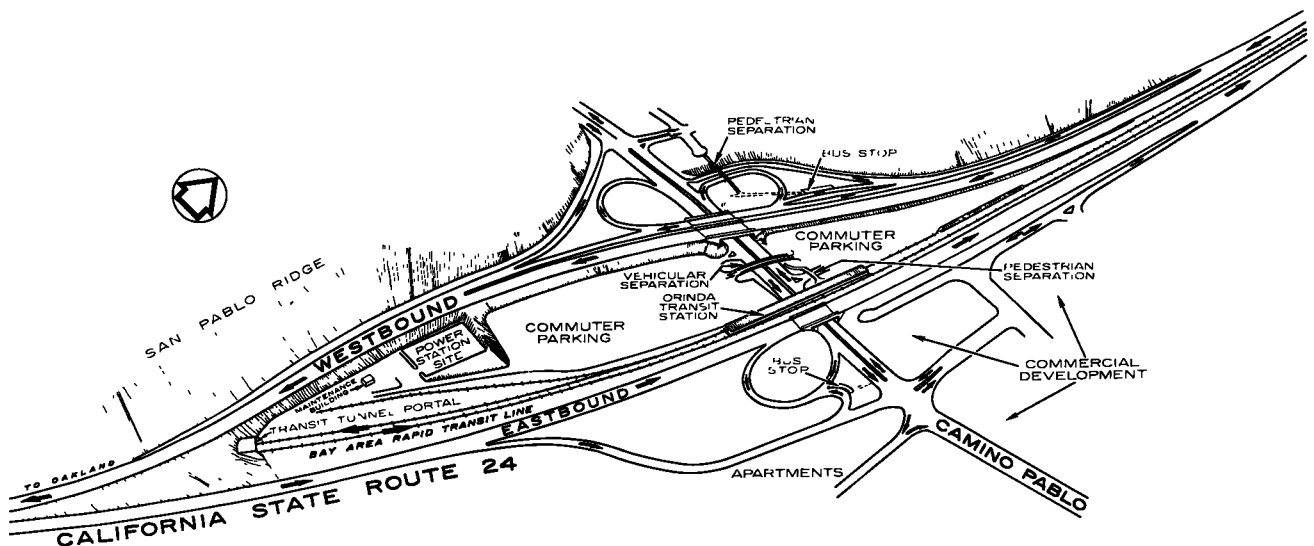 PEDESTRIAN
SEPARATION
BUS STOP
SAN PABLO RIDGE
COMMUTER
PARKING
VEHICULAR
SEPARATION
PEDESTRIAN
SEPARATION
ORINDA
TRANSIT
STATION
WESTBOUND
COMMUTER
PARKING
POWER
STATION
SITE
COMMERCIAL
DEVELOPMENT
BUS
STOP
MAINTENANCE
BUILDING
TRANSIT TUNNEL PORTAL
BAY AREA RAPID TRANSIT LINE
EASTBOUND
TO OAKLAND
APARTMENTS
CAMINO PABLO
CALIFORNIA STATE ROUTE 24